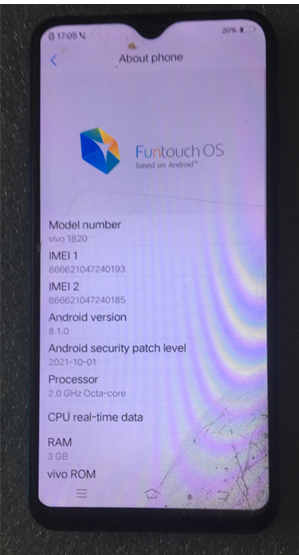 17:05
20%
About phone
Funtouch OS
based on Android™
Model number
vivo 1820
IMEI 1
866621047240193
IMEI 2
866621047240185
Android version
8.1.0
Android security patch level
2021-10-01
Processor
2.0 GHz Octa-core
CPU real-time data
RAM
3 GB
vivo ROM